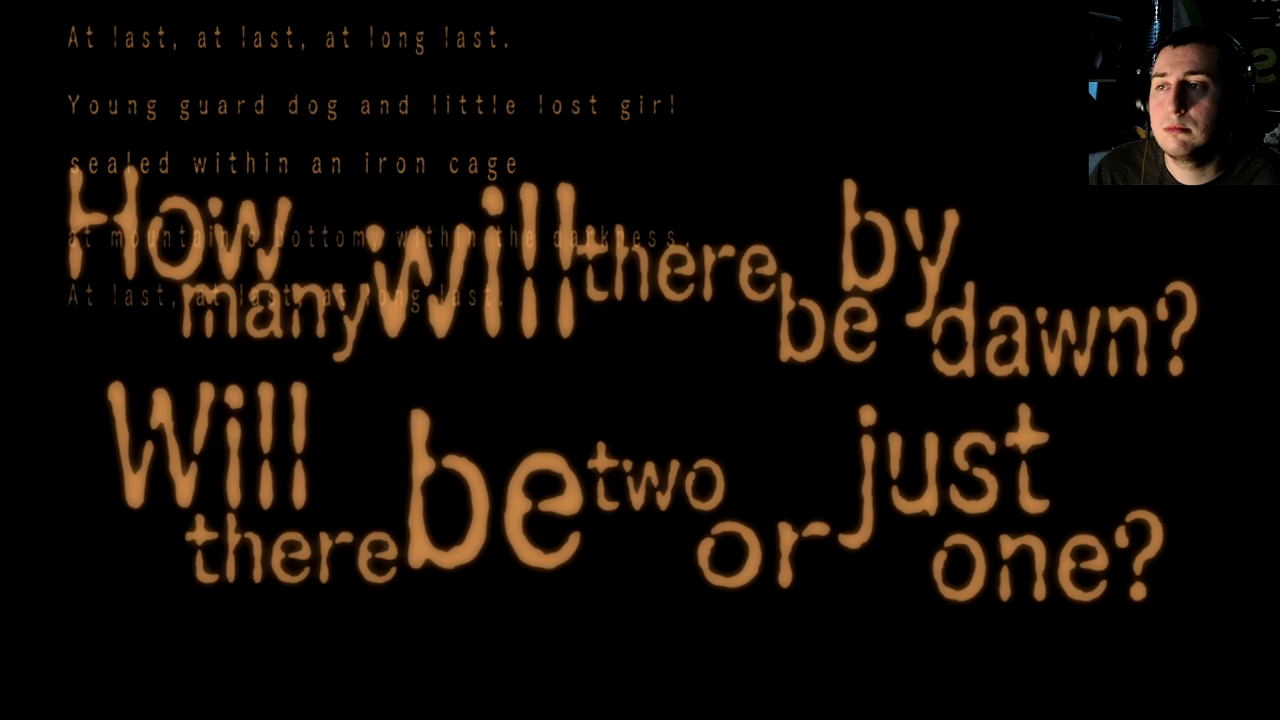 At last, at last, at long last.
Young guard dog and little lost girl
sealed within an iron cage
at mountain's bottom, within the darkness.
At last, at last, at long last.
How many will there be by dawn?
Will there be two or just one?